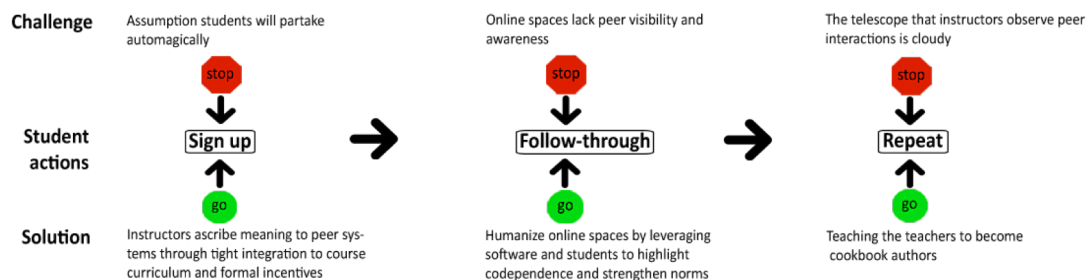 Challenge
Assumption students will partake
automagically
Online spaces lack peer visibility and
awareness
The telescope that instructors observe peer
interactions is cloudy
stop
stop
stop
Student
actions
Sign up
Follow-through
Repeat
go
go
go
Solution
Instructors ascribe meaning to peer sys-
tems through tight integration to course
curriculum and formal incentives
Humanize online spaces by leveraging
software and students to highlight
codependence and strengthen norms
Teaching the teachers to become
cookbook authors